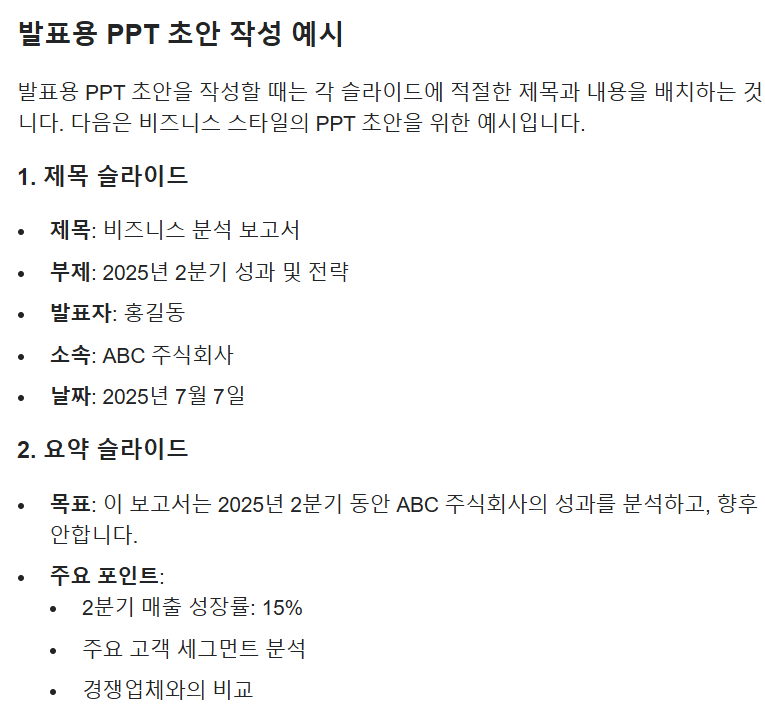 발표용 PPT 초안 작성 예시
발표용 PPT 초안을 작성할 때는 각 슬라이드에 적절한 제목과 내용을 배치하는 것
니다. 다음은 비즈니스 스타일의 PPT 초안을 위한 예시입니다.
1. 제목 슬라이드
• 제목: 비즈니스 분석 보고서
• 부제: 2025년 2분기 성과 및 전략
• 발표자: 홍길동
• 소속: ABC 주식회사
• 날짜: 2025년 7월 7일
2. 요약 슬라이드
• 목표: 이 보고서는 2025년 2분기 동안 ABC 주식회사의 성과를 분석하고, 향후
안합니다.
• 주요 포인트:
• 2분기 매출 성장률: 15%
• 주요 고객 세그먼트 분석
• 경쟁업체와의 비교